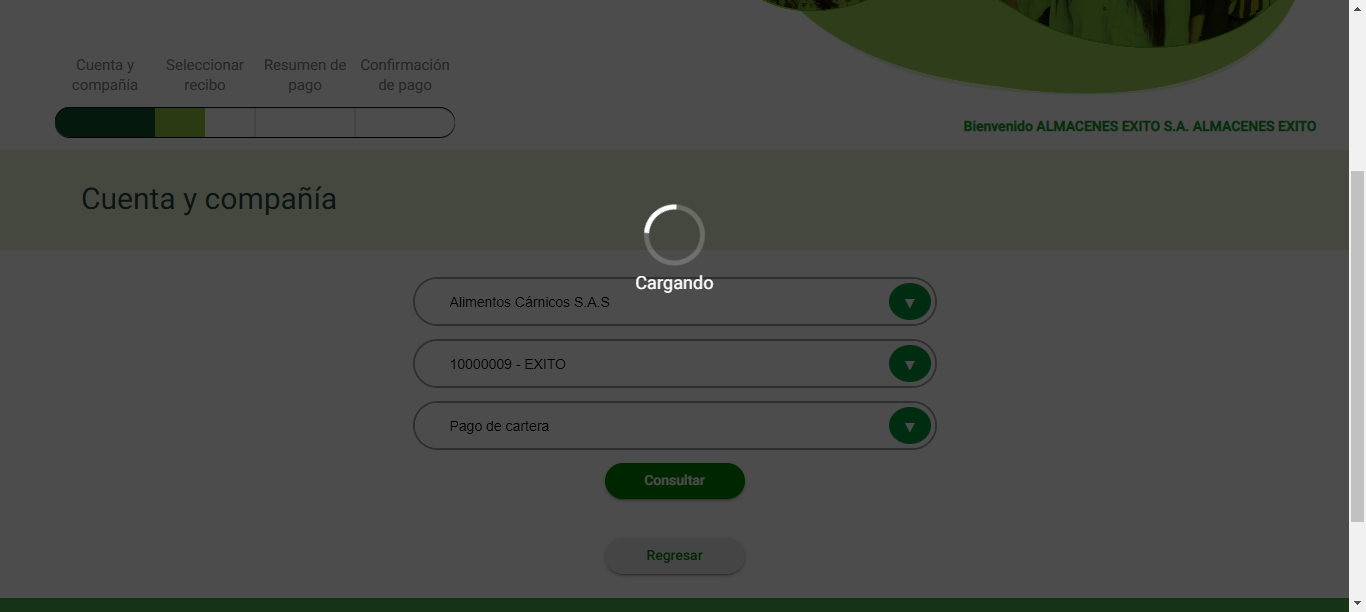 Cuenta y compañía
Seleccionar recibo
Resumen de pago
Confirmación de pago
Bienvenido ALMACENES EXITO S.A. ALMACENES EXITO
Cuenta y compañía
Cargando
Alimentos Cárnicos S.A.S
10000009 - EXITO
Pago de cartera
Consultar
Regresar